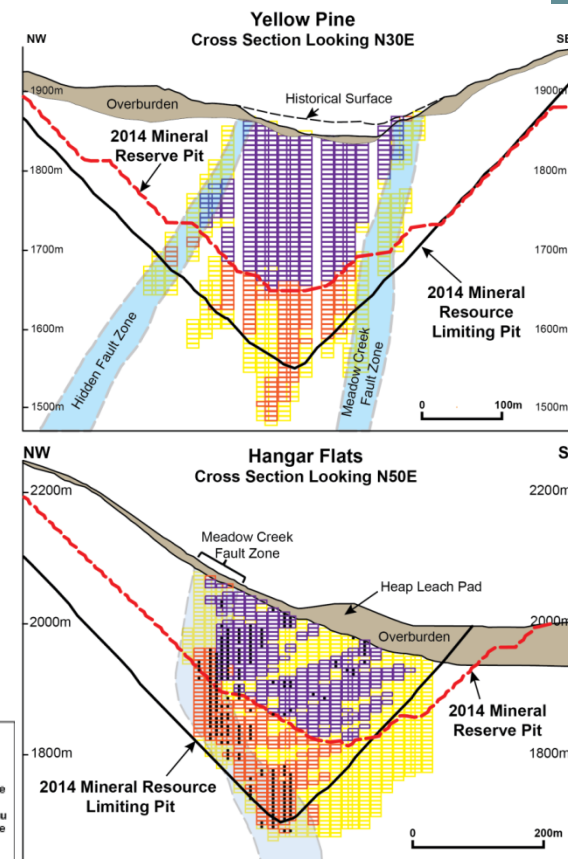 Yellow Pine
Cross Section Looking N30E
NW
SE
1900m
1900m
Overburden
Historical Surface
2014 Mineral
Reserve Pit
1800m
1800m
1700m
1700m
2014 Mineral
Resource
Limiting Pit
1600m
1600m
Hidden Fault Zone
Meadow Creek
Fault Zone
1500m
1500m
0 100m
Hangar Flats
Cross Section Looking N50E
NW
S
2200m
2200m
Meadow Creek
Fault Zone
Heap Leach Pad
2000m
2000m
Overburden
2014 Mineral
Reserve Pit
1800m
1800m
2014 Mineral Resource
Limiting Pit
0 200m